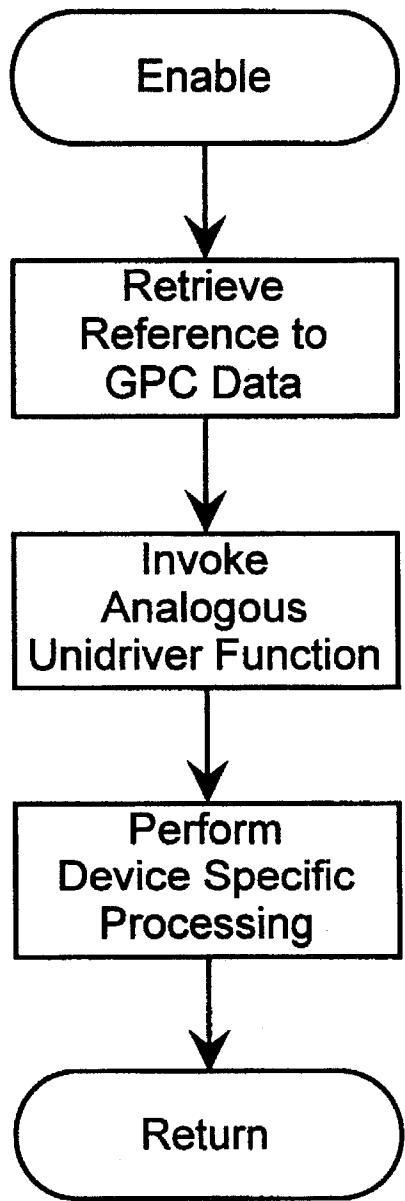 Enable
Retrieve
Reference to
GPC Data
Invoke
Analogous
Unidriver Function
Perform
Device Specific
Processing
Return